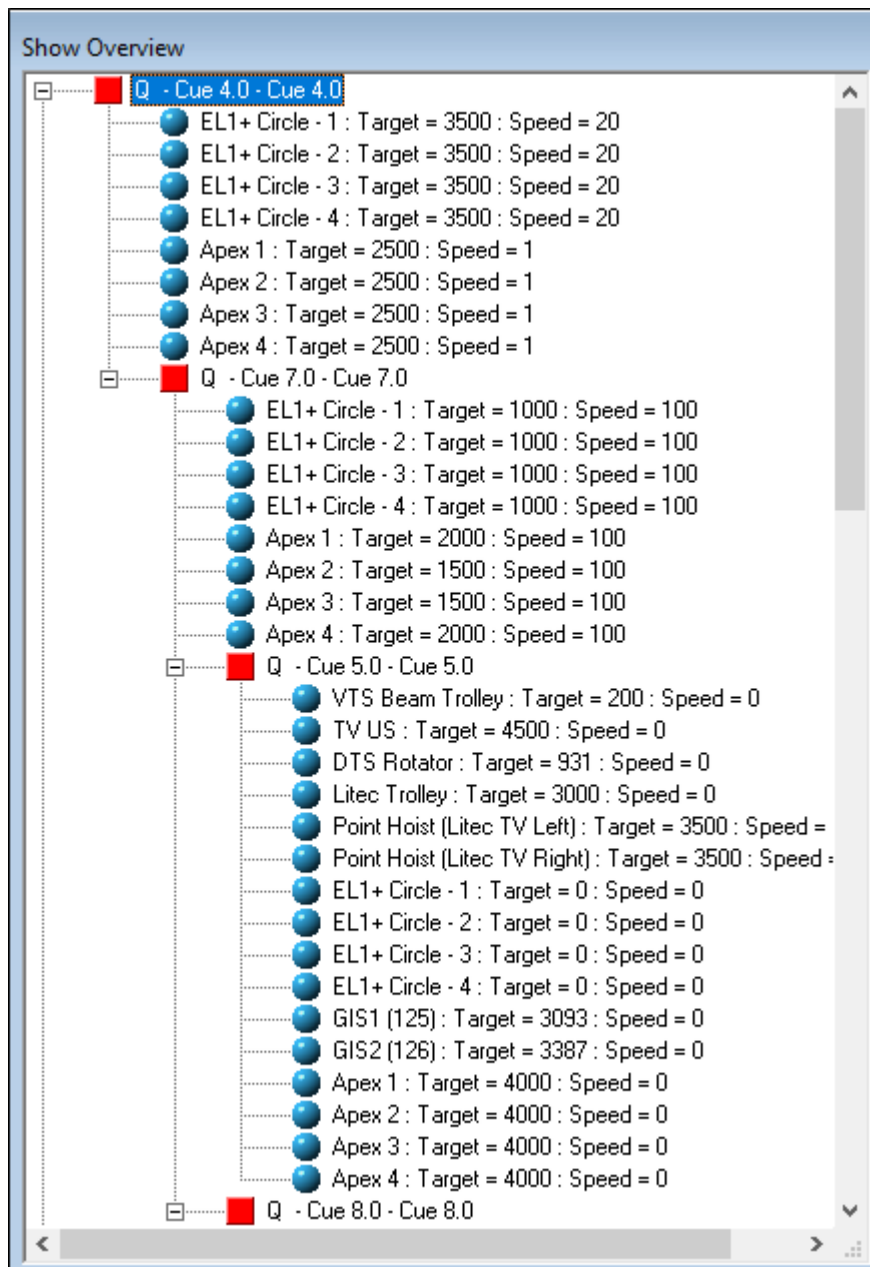 Show Overview
Q - Cue 4.0 - Cue 4.0
EL1+ Circle - 1 : Target = 3500 : Speed = 20
EL1+ Circle - 2 : Target = 3500 : Speed = 20
EL1+ Circle - 3 : Target = 3500 : Speed = 20
EL1+ Circle - 4 : Target = 3500 : Speed = 20
Apex 1 : Target = 2500 : Speed = 1
Apex 2 : Target = 2500 : Speed = 1
Apex 3 : Target = 2500 : Speed = 1
Apex 4 : Target = 2500 : Speed = 1
Q - Cue 7.0 - Cue 7.0
EL1+ Circle - 1 : Target = 1000 : Speed = 100
EL1+ Circle - 2 : Target = 1000 : Speed = 100
EL1+ Circle - 3 : Target = 1000 : Speed = 100
EL1+ Circle - 4 : Target = 1000 : Speed = 100
Apex 1 : Target = 2000 : Speed = 100
Apex 2 : Target = 1500 : Speed = 100
Apex 3 : Target = 1500 : Speed = 100
Apex 4 : Target = 2000 : Speed = 100
Q - Cue 5.0 - Cue 5.0
VTS Beam Trolley : Target = 200 : Speed = 0
TV US : Target = 4500 : Speed = 0
DTS Rotator : Target = 931 : Speed = 0
Litec Trolley : Target = 3000 : Speed = 0
Point Hoist (Litec TV Left) : Target = 3500 : Speed =
Point Hoist (Litec TV Right) : Target = 3500 : Speed =
EL1+ Circle - 1 : Target = 0 : Speed = 0
EL1+ Circle - 2 : Target = 0 : Speed = 0
EL1+ Circle - 3 : Target = 0 : Speed = 0
EL1+ Circle - 4 : Target = 0 : Speed = 0
GIS1 (125) : Target = 3093 : Speed = 0
GIS2 (126) : Target = 3387 : Speed = 0
Apex 1 : Target = 4000 : Speed = 0
Apex 2 : Target = 4000 : Speed = 0
Apex 3 : Target = 4000 : Speed = 0
Apex 4 : Target = 4000 : Speed = 0
Q - Cue 8.0 - Cue 8.0